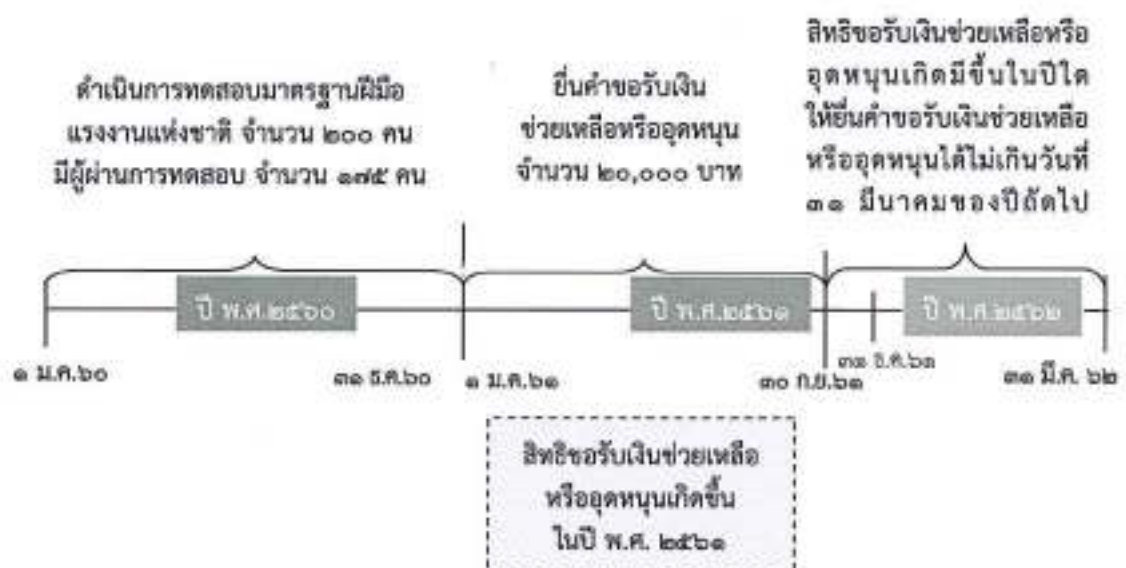 ดำเนินการทดสอบมาตรฐานฝีมือ
แรงงานแห่งชาติ จำนวน ๒๐๐ คน
มีผู้ผ่านการทดสอบ จำนวน ๑๗๕ คน
ยื่นคำขอรับเงิน
ช่วยเหลือหรืออุดหนุน
จำนวน ๒๐,๐๐๐ บาท
สิทธิขอรับเงินช่วยเหลือหรือ
อุดหนุนเกิดมีขึ้นในปีใด
ให้ยื่นคำขอรับเงินช่วยเหลือ
หรืออุดหนุนได้ไม่เกินวันที่
๓๑ มีนาคมของปีถัดไป
ปี พ.ศ.๒๕๖๐
ปี พ.ศ.๒๕๖๑
ปี พ.ศ.๒๕๖๒
๑ ม.ค.๖๐
๓๑ ธ.ค.๖๐
๑ ม.ค.๖๑
๓๐ ก.ย.๖๑
๓๑ ธ.ค.๖๑
๓๑ มี.ค. ๖๒
สิทธิขอรับเงินช่วยเหลือ
หรืออุดหนุนเกิดขึ้น
ในปี พ.ศ. ๒๕๖๑